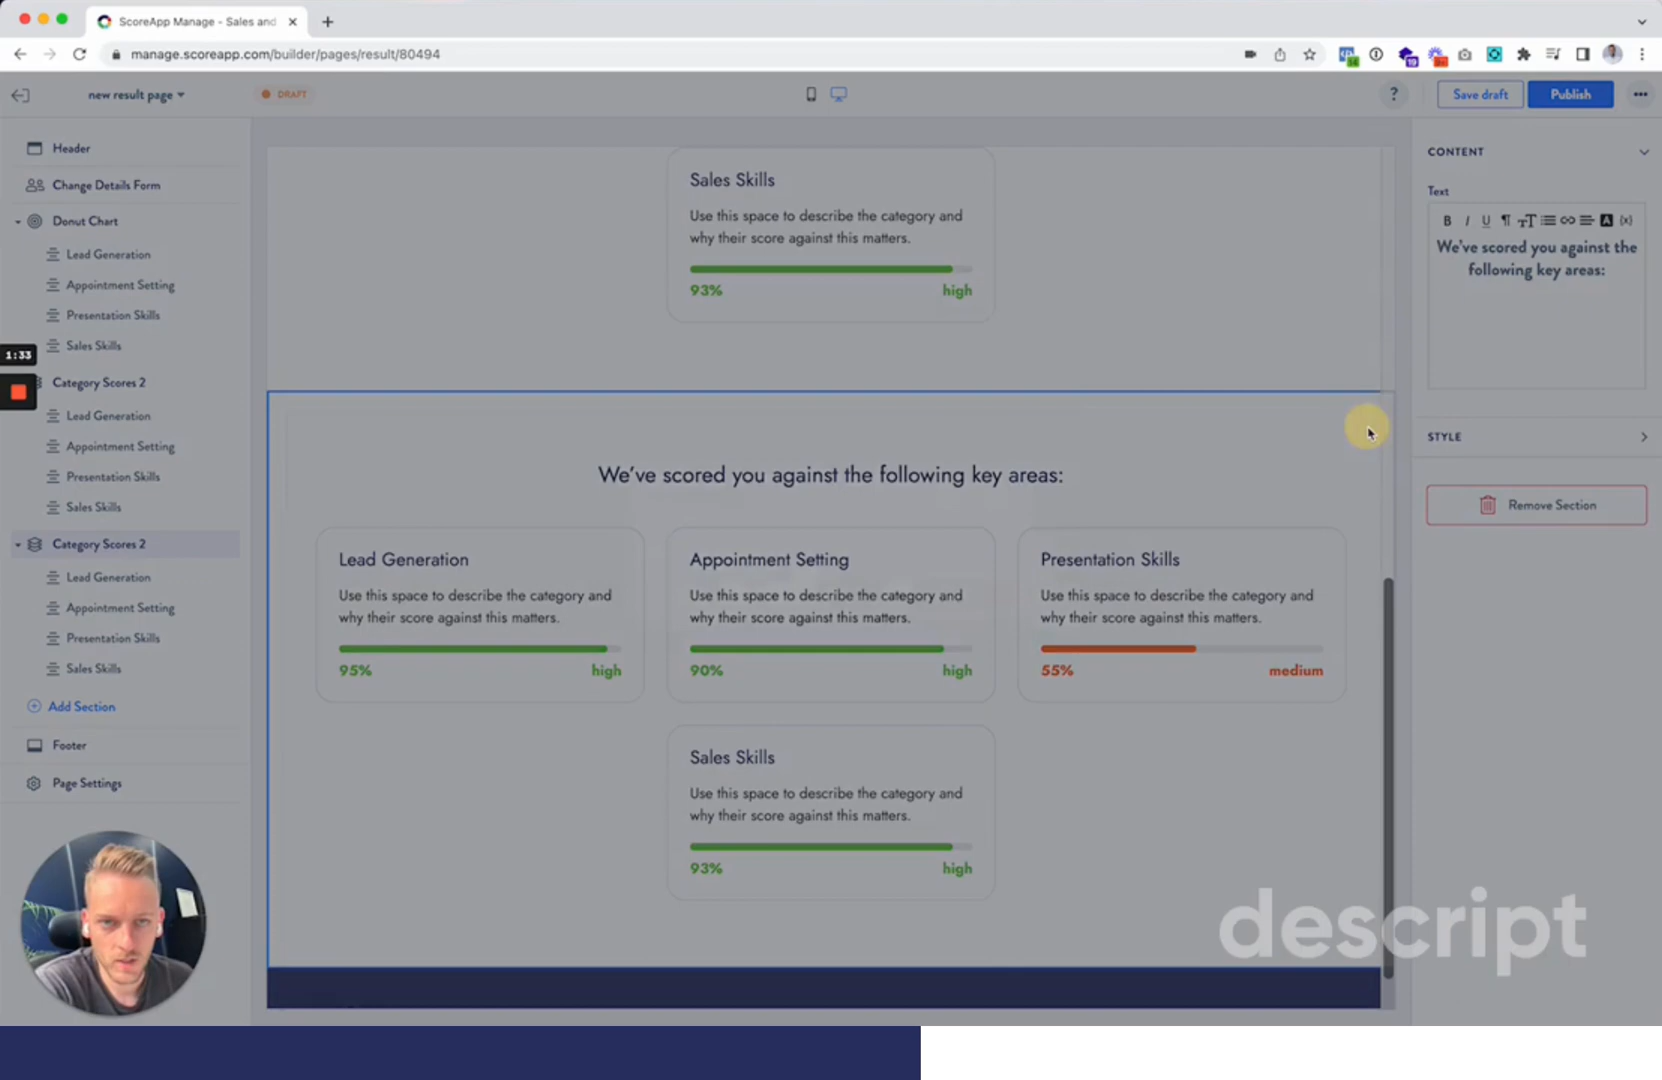 ScoreApp Manage - Sales and
manage.scoreapp.com/builder/pages/result/80494
new result page
DRAFT
?
Save draft
Publish
Header
Change Details Form
Donut Chart
Lead Generation
Appointment Setting
Presentation Skills
Sales Skills
1:33
Category Scores 2
Lead Generation
Appointment Setting
Presentation Skills
Sales Skills
Category Scores 2
Lead Generation
Appointment Setting
Presentation Skills
Sales Skills
Add Section
Footer
Page Settings
Sales Skills
Use this space to describe the category and
why their score against this matters.
93% high
We've scored you against the following key areas:
Lead Generation
Use this space to describe the category and
why their score against this matters.
95% high
Appointment Setting
Use this space to describe the category and
why their score against this matters.
90% high
Presentation Skills
Use this space to describe the category and
why their score against this matters.
55% medium
Sales Skills
Use this space to describe the category and
why their score against this matters.
93% high
CONTENT
Text
B I U
We've scored you against the
following key areas:
STYLE
Remove Section
descript